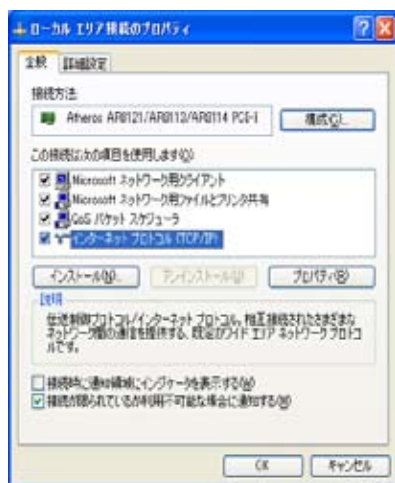 ローカル エリア接続のプロパティ
全般 詳細設定
接続方法:
Atheros AR8121/AR8113/AR8114 PCI-E
構成(C)...
この接続は次の項目を使用します(O):
Microsoft ネットワーク用クライアント
Microsoft ネットワーク用ファイルとプリンタ共有
QoS パケット スケジューラ
インターネット プロトコル (TCP/IP)
インストール(N)... アンインストール(U) プロパティ(R)
説明
伝送制御プロトコル/インターネット プロトコル。相互接続されたさまざまな
ネットワーク間の通信を提供する、既定のワイド エリア ネットワーク プロトコ
ルです。
接続時に通知領域にインジケータを表示する(W)
接続が限られているか利用不可能な場合に通知する(M)
OK キャンセル